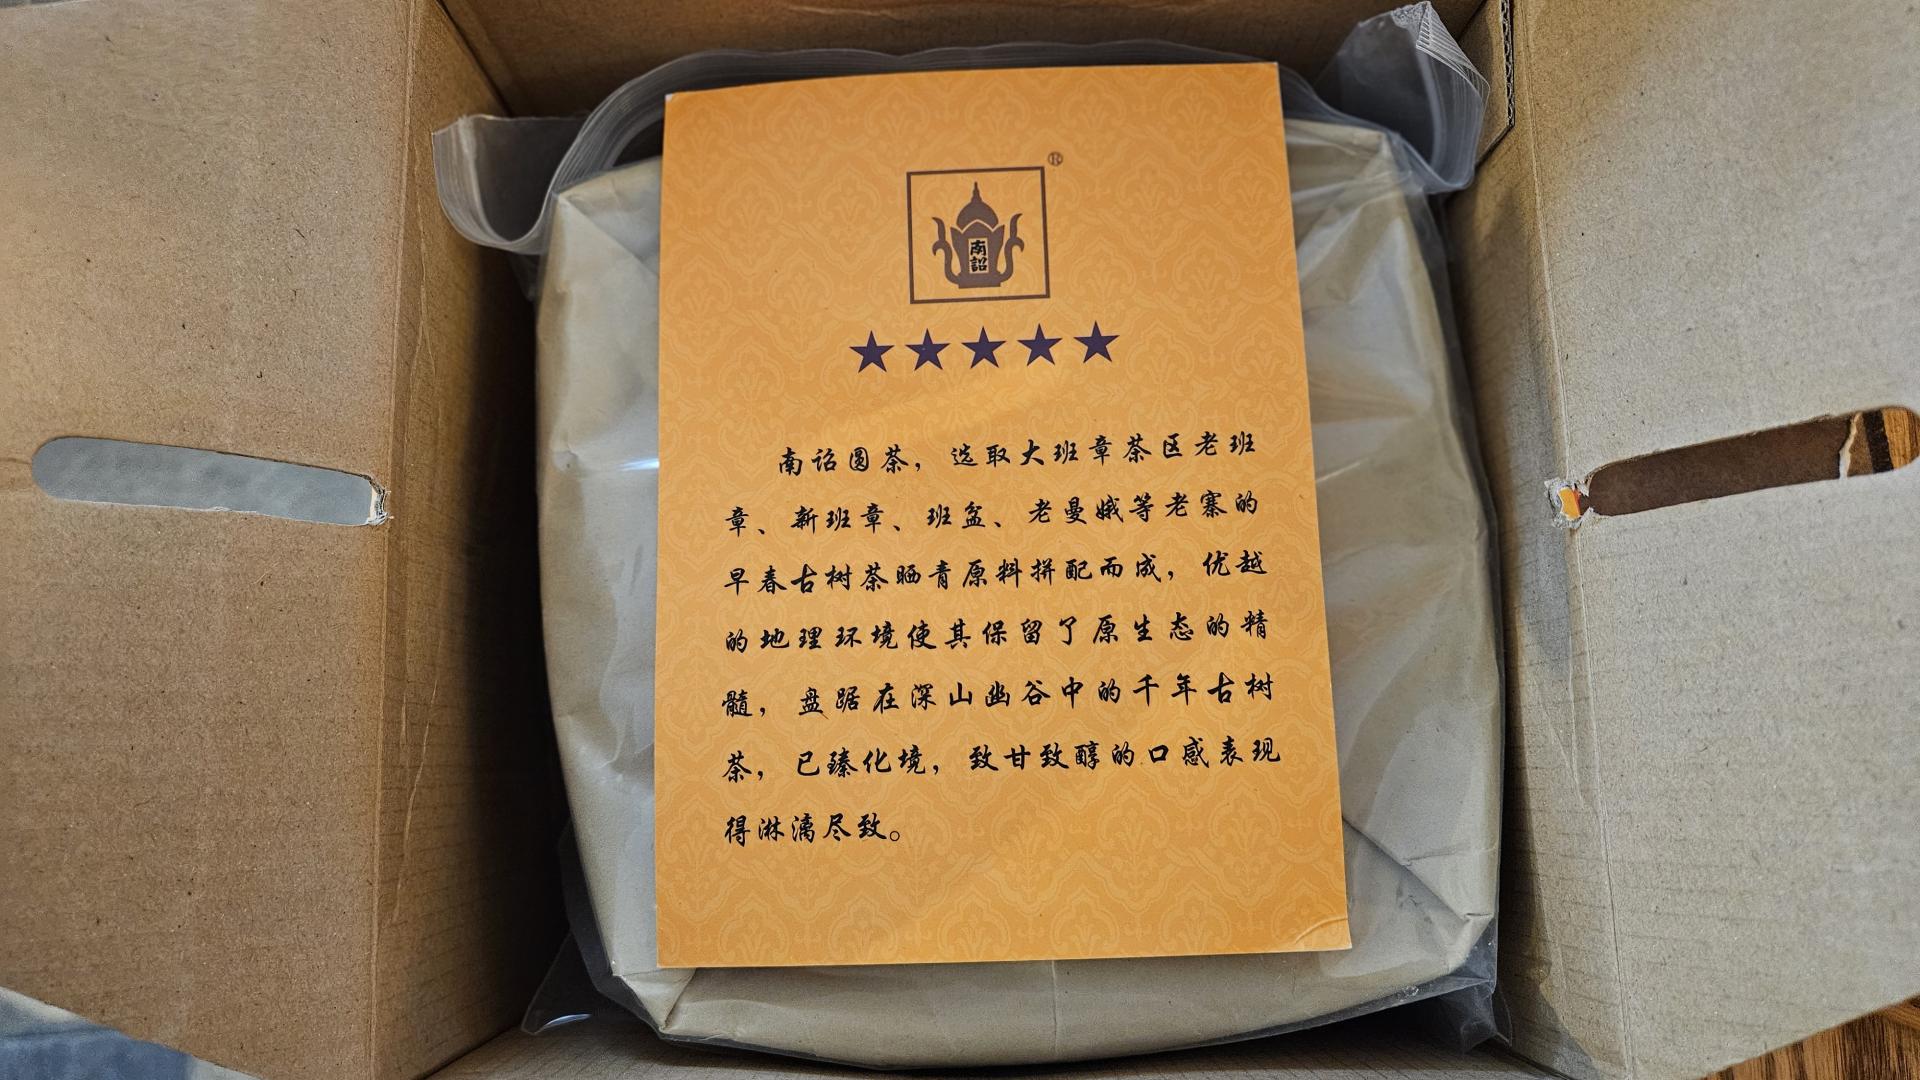 ®
南詔
南诏圆茶，选取大班章茶区老班
章、新班章、班盆、老曼娥等老寨的
早春古树茶晒青原料拼配而成，优越
的地理环境使其保留了原生态的精
髓，盘踞在深山幽谷中的千年古树
茶，已臻化境，致甘致醇的口感表现
得淋漓尽致。